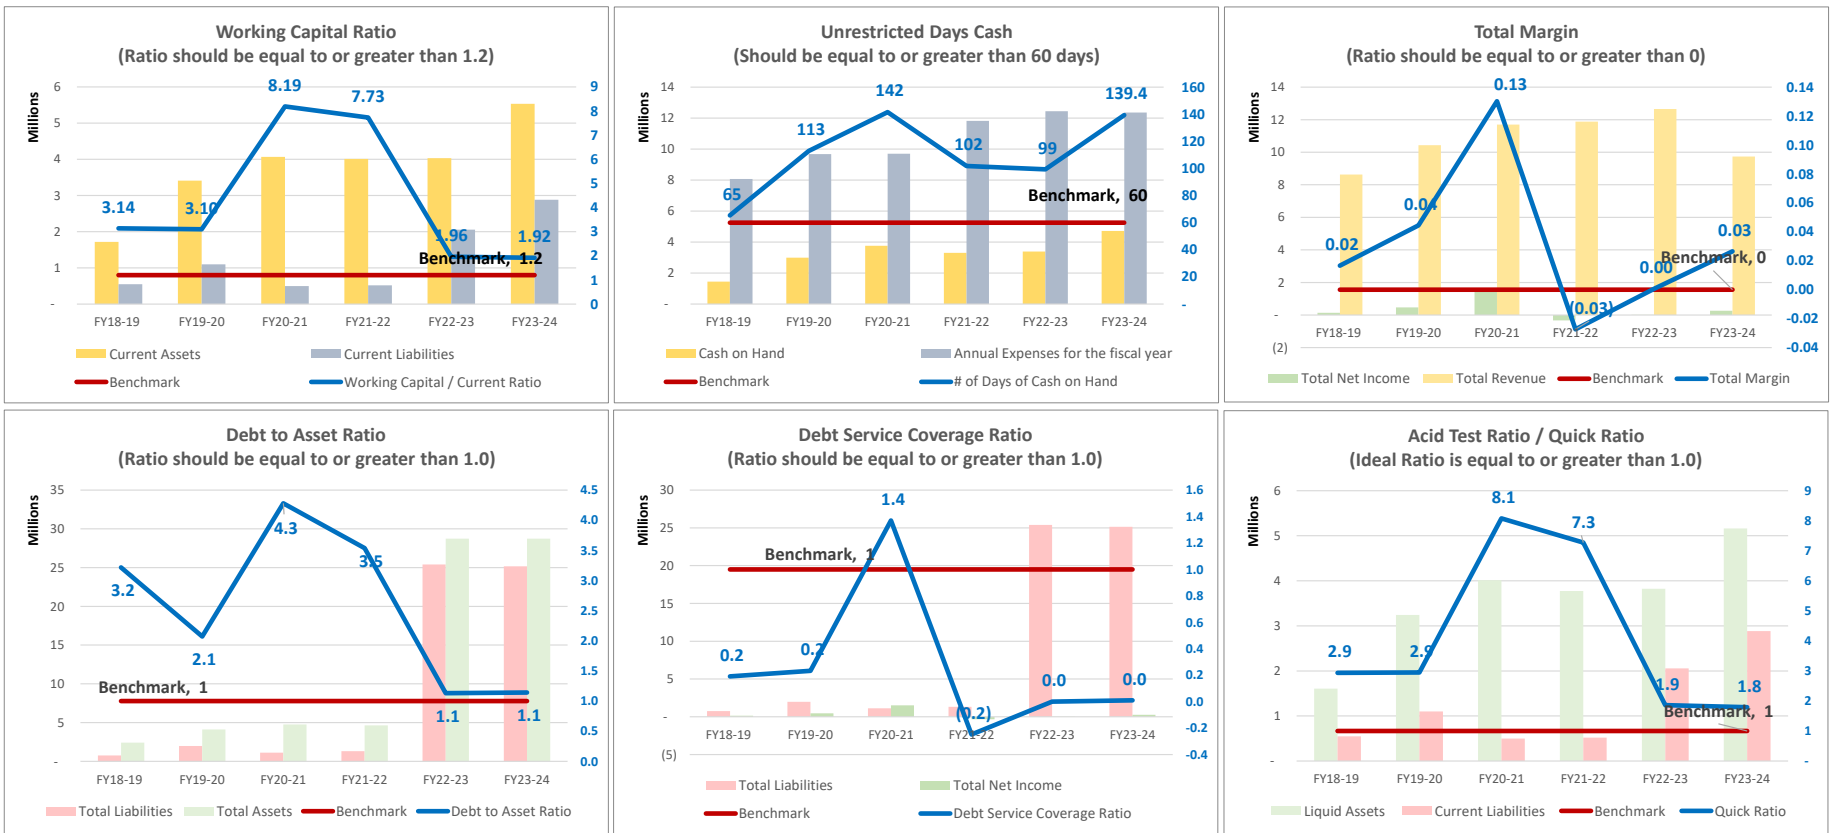 Working Capital Ratio
(Ratio should be equal to or greater than 1.2)
Millions
6
5
4
3
2
1
-
9
8
7
6
5
4
3
2
1
0
3.14
3.10
8.19
7.73
1.96
1.92
Benchmark, 1.2
FY18-19
FY19-20
FY20-21
FY21-22
FY22-23
FY23-24
Current Assets
Current Liabilities
Benchmark
Working Capital / Current Ratio
Unrestricted Days Cash
(Should be equal to or greater than 60 days)
Millions
14
12
10
8
6
4
2
-
160
140
120
100
80
60
40
20
-
65
113
142
102
99
139.4
Benchmark, 60
FY18-19
FY19-20
FY20-21
FY21-22
FY22-23
FY23-24
Cash on Hand
Annual Expenses for the fiscal year
Benchmark
# of Days of Cash on Hand
Total Margin
(Ratio should be equal to or greater than 0)
Millions
14
12
10
8
6
4
2
-
(2)
0.14
0.12
0.10
0.08
0.06
0.04
0.02
0.00
-0.02
-0.04
0.02
0.04
0.13
(0.03)
0.00
0.03
Benchmark, 0
FY18-19
FY19-20
FY20-21
FY21-22
FY22-23
FY23-24
Total Net Income
Total Revenue
Benchmark
Total Margin
Debt to Asset Ratio
(Ratio should be equal to or greater than 1.0)
Millions
35
30
25
20
15
10
5
-
4.5
4.0
3.5
3.0
2.5
2.0
1.5
1.0
0.5
0.0
3.2
2.1
4.3
3.5
1.1
1.1
Benchmark, 1
FY18-19
FY19-20
FY20-21
FY21-22
FY22-23
FY23-24
Total Liabilities
Total Assets
Benchmark
Debt to Asset Ratio
Debt Service Coverage Ratio
(Ratio should be equal to or greater than 1.0)
Millions
30
25
20
15
10
5
-
(5)
1.6
1.4
1.2
1.0
0.8
0.6
0.4
0.2
0.0
-0.2
-0.4
0.2
0.2
1.4
(0.2)
0.0
0.0
Benchmark, 1
FY18-19
FY19-20
FY20-21
FY21-22
FY22-23
FY23-24
Total Liabilities
Total Net Income
Benchmark
Debt Service Coverage Ratio
Acid Test Ratio / Quick Ratio
(Ideal Ratio is equal to or greater than 1.0)
Millions
6
5
4
3
2
1
-
9
8
7
6
5
4
3
2
1
-
2.9
2.9
8.1
7.3
1.9
1.8
Benchmark, 1
FY18-19
FY19-20
FY20-21
FY21-22
FY22-23
FY23-24
Liquid Assets
Current Liabilities
Benchmark
Quick Ratio